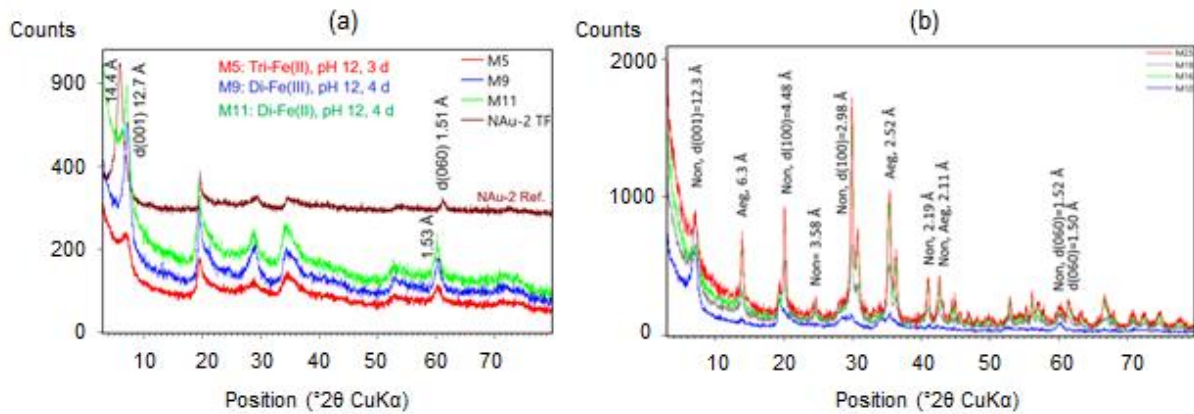 (a)
Counts
900
400
200
0
14.4 Å
d(001) 12.7 Å
M5: Tri-Fe(II), pH 12, 3 d
M9: Di-Fe(III), pH 12, 4 d
M11: Di-Fe(II), pH 12, 4 d
M5
M9
M11
NAu-2 TF
d(060) 1.51 Å
NAu-2 Ref.
1.53 Å
10 20 30 40 50 60 70
Position (°2θ CuKα)
(b)
Counts
2000
1000
0
Non, d(001)=12.3 Å
Aeg, 6.3 Å
Non, d(100)=4.48 Å
Non= 3.58 Å
Non, d(100)=2.98 Å
Aeg, 2.52 Å
Non, 2.19 Å
Non, Aeg, 2.11 Å
Non, d(060)=1.52 Å
d(060)=1.50 Å
10 20 30 40 50 60 70
Position (°2θ CuKα)